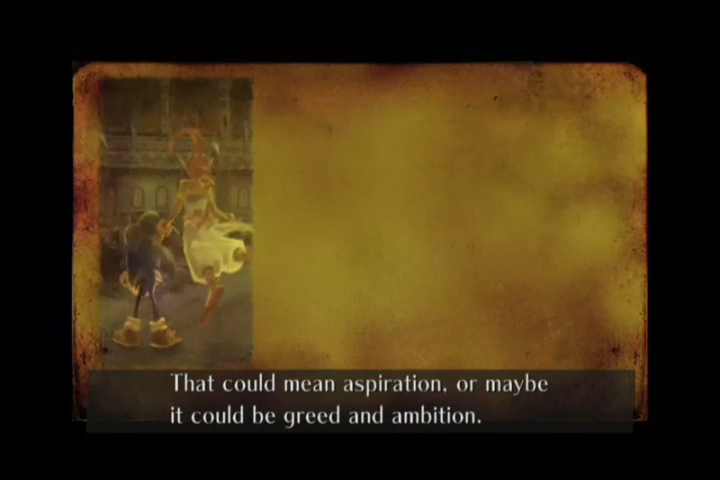 That could mean aspiration, or maybe
it could be greed and ambition.